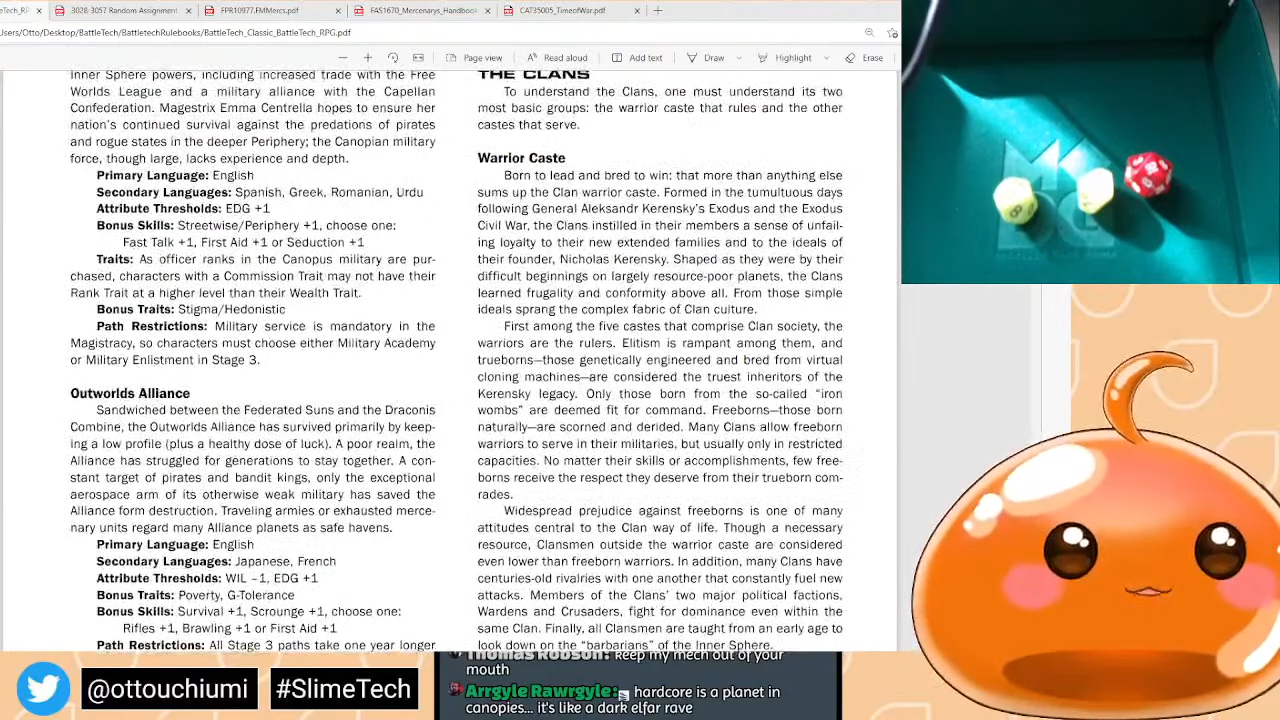 eTech_RP
3028-3057 Random Assignment
FPR10977.FMMercs.pdf
FAS1670_Mercenarys_Handbook
CAT35005_TimeofWar.pdf
Users/Otto/Desktop/BattleTech/BattletechRulebooks/BattleTech_Classic_BattleTech_RPG.pdf
Page view
Read aloud
Add text
Draw
Highlight
Erase
Inner Sphere powers, including increased trade with the Free
Worlds League and a military alliance with the Capellan
Confederation. Magestrix Emma Centrella hopes to ensure her
nation's continued survival against the predations of pirates
and rogue states in the deeper Periphery; the Canopian military
force, though large, lacks experience and depth.
Primary Language: English
Secondary Languages: Spanish, Greek, Romanian, Urdu
Attribute Thresholds: EDG +1
Bonus Skills: Streetwise/Periphery +1, choose one:
Fast Talk +1, First Aid +1 or Seduction +1
Traits: As officer ranks in the Canopus military are pur-
chased, characters with a Commission Trait may not have their
Rank Trait at a higher level than their Wealth Trait.
Bonus Traits: Stigma/Hedonistic
Path Restrictions: Military service is mandatory in the
Magistracy, so characters must choose either Military Academy
or Military Enlistment in Stage 3.
Outworlds Alliance
Sandwiched between the Federated Suns and the Draconis
Combine, the Outworlds Alliance has survived primarily by keep-
ing a low profile (plus a healthy dose of luck). A poor realm, the
Alliance has struggled for generations to stay together. A con-
stant target of pirates and bandit kings, only the exceptional
aerospace arm of its otherwise weak military has saved the
Alliance form destruction. Traveling armies or exhausted merce-
nary units regard many Alliance planets as safe havens.
Primary Language: English
Secondary Languages: Japanese, French
Attribute Thresholds: WIL –1, EDG +1
Bonus Traits: Poverty, G-Tolerance
Bonus Skills: Survival +1, Scrounge +1, choose one:
Rifles +1, Brawling +1 or First Aid +1
Path Restrictions: All Stage 3 paths take one year longer
THE CLANS
To understand the Clans, one must understand its two
most basic groups: the warrior caste that rules and the other
castes that serve.
Warrior Caste
Born to lead and bred to win: that more than anything else
sums up the Clan warrior caste. Formed in the tumultuous days
following General Aleksandr Kerensky's Exodus and the Exodus
Civil War, the Clans instilled in their members a sense of unfail-
ing loyalty to their new extended families and to the ideals of
their founder, Nicholas Kerensky. Shaped as they were by their
difficult beginnings on largely resource-poor planets, the Clans
learned frugality and conformity above all. From those simple
ideals sprang the complex fabric of Clan culture.
First among the five castes that comprise Clan society, the
warriors are the rulers. Elitism is rampant among them, and
trueborns—those genetically engineered and bred from virtual
cloning machines—are considered the truest inheritors of the
Kerensky legacy. Only those born from the so-called “iron
wombs” are deemed fit for command. Freeborns—those born
naturally—are scorned and derided. Many Clans allow freeborn
warriors to serve in their militaries, but usually only in restricted
capacities. No matter their skills or accomplishments, few free-
borns receive the respect they deserve from their trueborn com-
rades.
Widespread prejudice against freeborns is one of many
attitudes central to the Clan way of life. Though a necessary
resource, Clansmen outside the warrior caste are considered
even lower than freeborn warriors. In addition, many Clans have
centuries-old rivalries with one another that constantly fuel new
attacks. Members of the Clans' two major political factions,
Wardens and Crusaders, fight for dominance even within the
same Clan. Finally, all Clansmen are taught from an early age to
look down on the “barbarians” of the Inner Sphere.
@ottouchiumi
#SlimeTech
Thomas Robson: keep my mech out of your
mouth
Arrgyle Rawrgyle: hardcore is a planet in
canopies... it's like a dark elfar rave